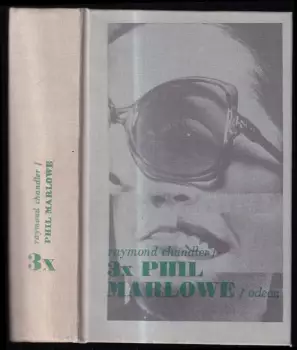 raymond chandler /
PHIL MARLOWE
3x
raymond chandler /
3x PHIL
MARLOWE / odeon